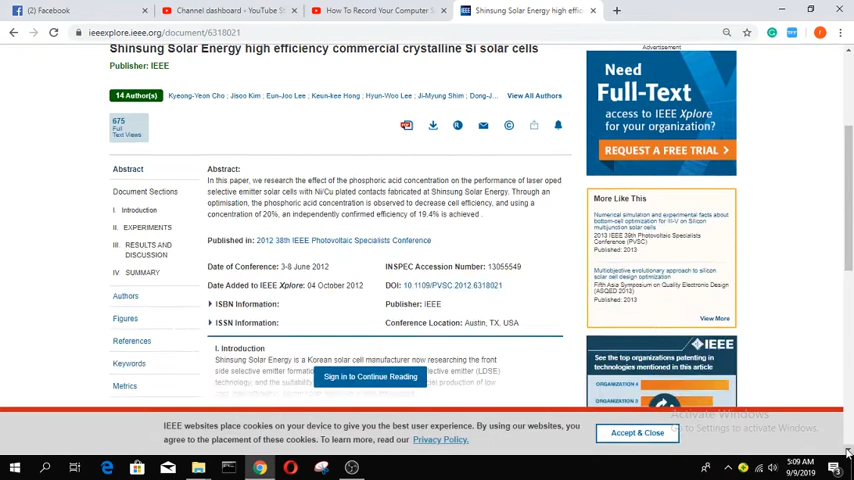 (2) Facebook
Channel dashboard - YouTube St
How To Record Your Computer S
Shinsung Solar Energy high effic
ieeexplore.ieee.org/document/6318021
Shinsung Solar Energy high efficiency commercial crystalline Si solar cells
Publisher: IEEE
14 Author(s)
Kyeong-Yeon Cho ; Jisoo Kim ; Eun-Joo Lee ; Keun-kee Hong ; Hyun-Woo Lee ; Ji-Myung Shim ; Dong-J...
View All Authors
675
Full
Text Views
Abstract
Document Sections
I. Introduction
II. EXPERIMENTS
III. RESULTS AND
DISCUSSION
IV. SUMMARY
Authors
Figures
References
Keywords
Metrics
Abstract:
In this paper, we research the effect of the phosphoric acid concentration on the performance of laser oped
selective emitter solar cells with Ni/Cu plated contacts fabricated at Shinsung Solar Energy. Through an
optimisation, the phosphoric acid concentration is observed to decrease cell efficiency, and using a
concentration of 20%, an independently confirmed efficiency of 19.4% is achieved .
Published in: 2012 38th IEEE Photovoltaic Specialists Conference
Date of Conference: 3-8 June 2012
INSPEC Accession Number: 13055549
Date Added to IEEE Xplore: 04 October 2012
DOI: 10.1109/PVSC.2012.6318021
ISBN Information:
Publisher: IEEE
ISSN Information:
Conference Location: Austin, TX, USA
I. Introduction
Shinsung Solar Energy is a Korean solar cell manufacturer now researching the front
side selective emitter
elective emitter (LDSE)
technology, and the suitability
cial production of low
Sign in to Continue Reading
Advertisement
Need
Full-Text
access to IEEE Xplore
for your organization?
REQUEST A FREE TRIAL
More Like This
Numerical simulation and experimental facts about
bottom-cell optimization for III-V on Silicon
multijunction solar cells
2013 IEEE 39th Photovoltaic Specialists
Conference (PVSC)
Published: 2013
Multiobjective evolutionary approach to silicon
solar cell design optimization
Fifth Asia Symposium on Quality Electronic Design
(ASQED 2013)
Published: 2013
View More
IEEE
See the top organizations patenting in
technologies mentioned in this article
ORGANIZATION 4
ORGANIZATION 3
Activate Windows
Go to Settings to activate Windows.
IEEE websites place cookies on your device to give you the best user experience. By using our websites, you
agree to the placement of these cookies. To learn more, read our Privacy Policy.
Accept & Close
5:09 AM
9/9/2019